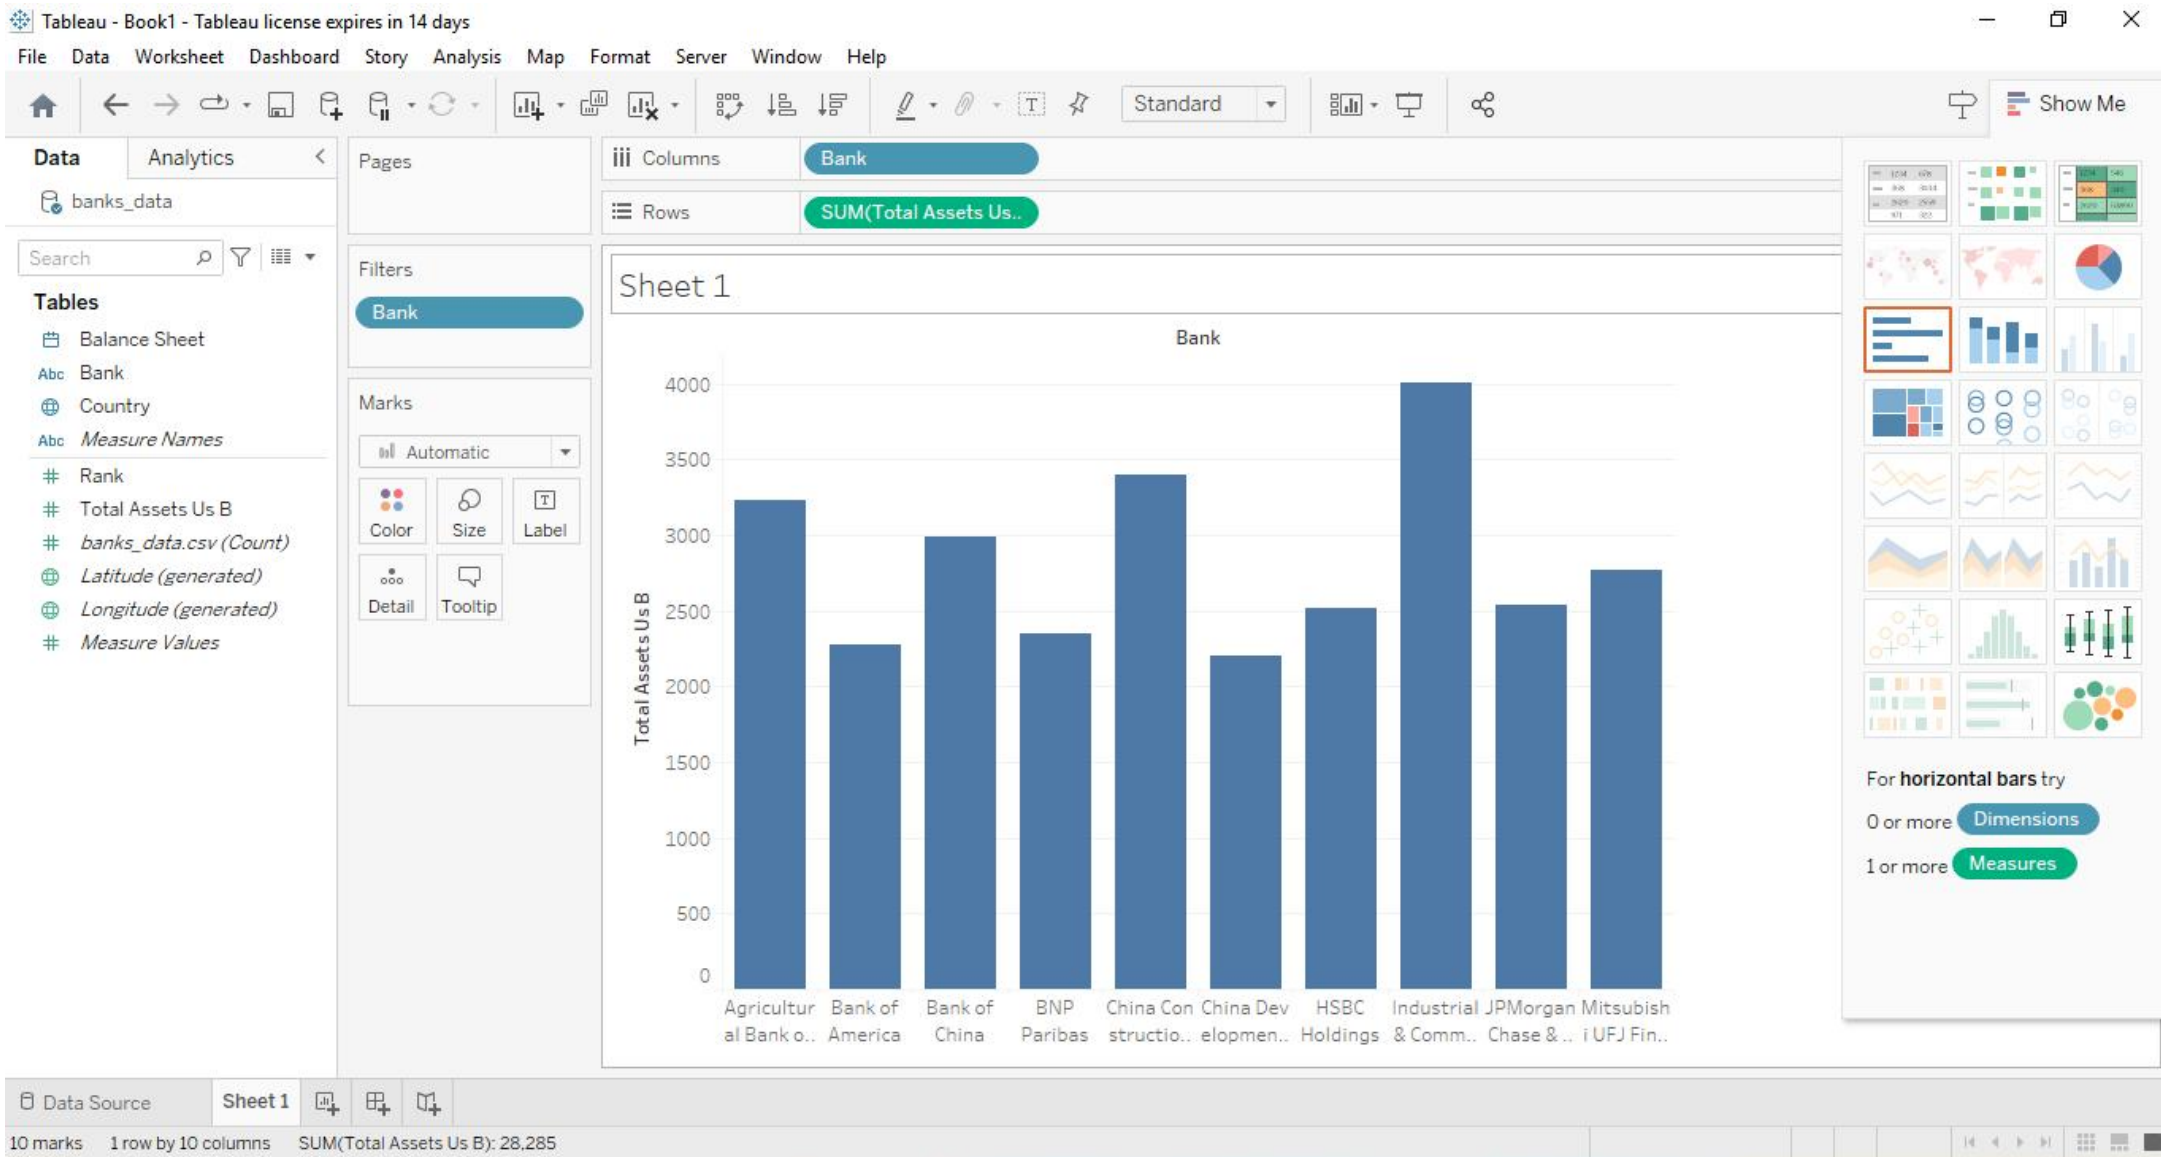 Tableau - Book1 - Tableau license expires in 14 days
File Data Worksheet Dashboard Story Analysis Map Format Server Window Help
Standard
Show Me
Data Analytics
banks_data
Search
Tables
Balance Sheet
Abc Bank
Country
Abc Measure Names
# Rank
# Total Assets Us B
# banks_data.csv (Count)
Latitude (generated)
Longitude (generated)
# Measure Values
Pages
Filters
Bank
Marks
Automatic
Color Size Label
Detail Tooltip
Columns Bank
Rows SUM(Total Assets Us..
Sheet 1
Bank
Total Assets Us B
4000
3500
3000
2500
2000
1500
1000
500
0
Agricultur Bank of Bank of BNP China Con China Dev HSBC Industrial JPMorgan Mitsubish
al Bank o.. America China Paribas structio.. elopmen.. Holdings & Comm.. Chase & .. i UFJ Fin..
For horizontal bars try
0 or more Dimensions
1 or more Measures
Data Source Sheet 1
10 marks 1 row by 10 columns SUM(Total Assets Us B): 28,285